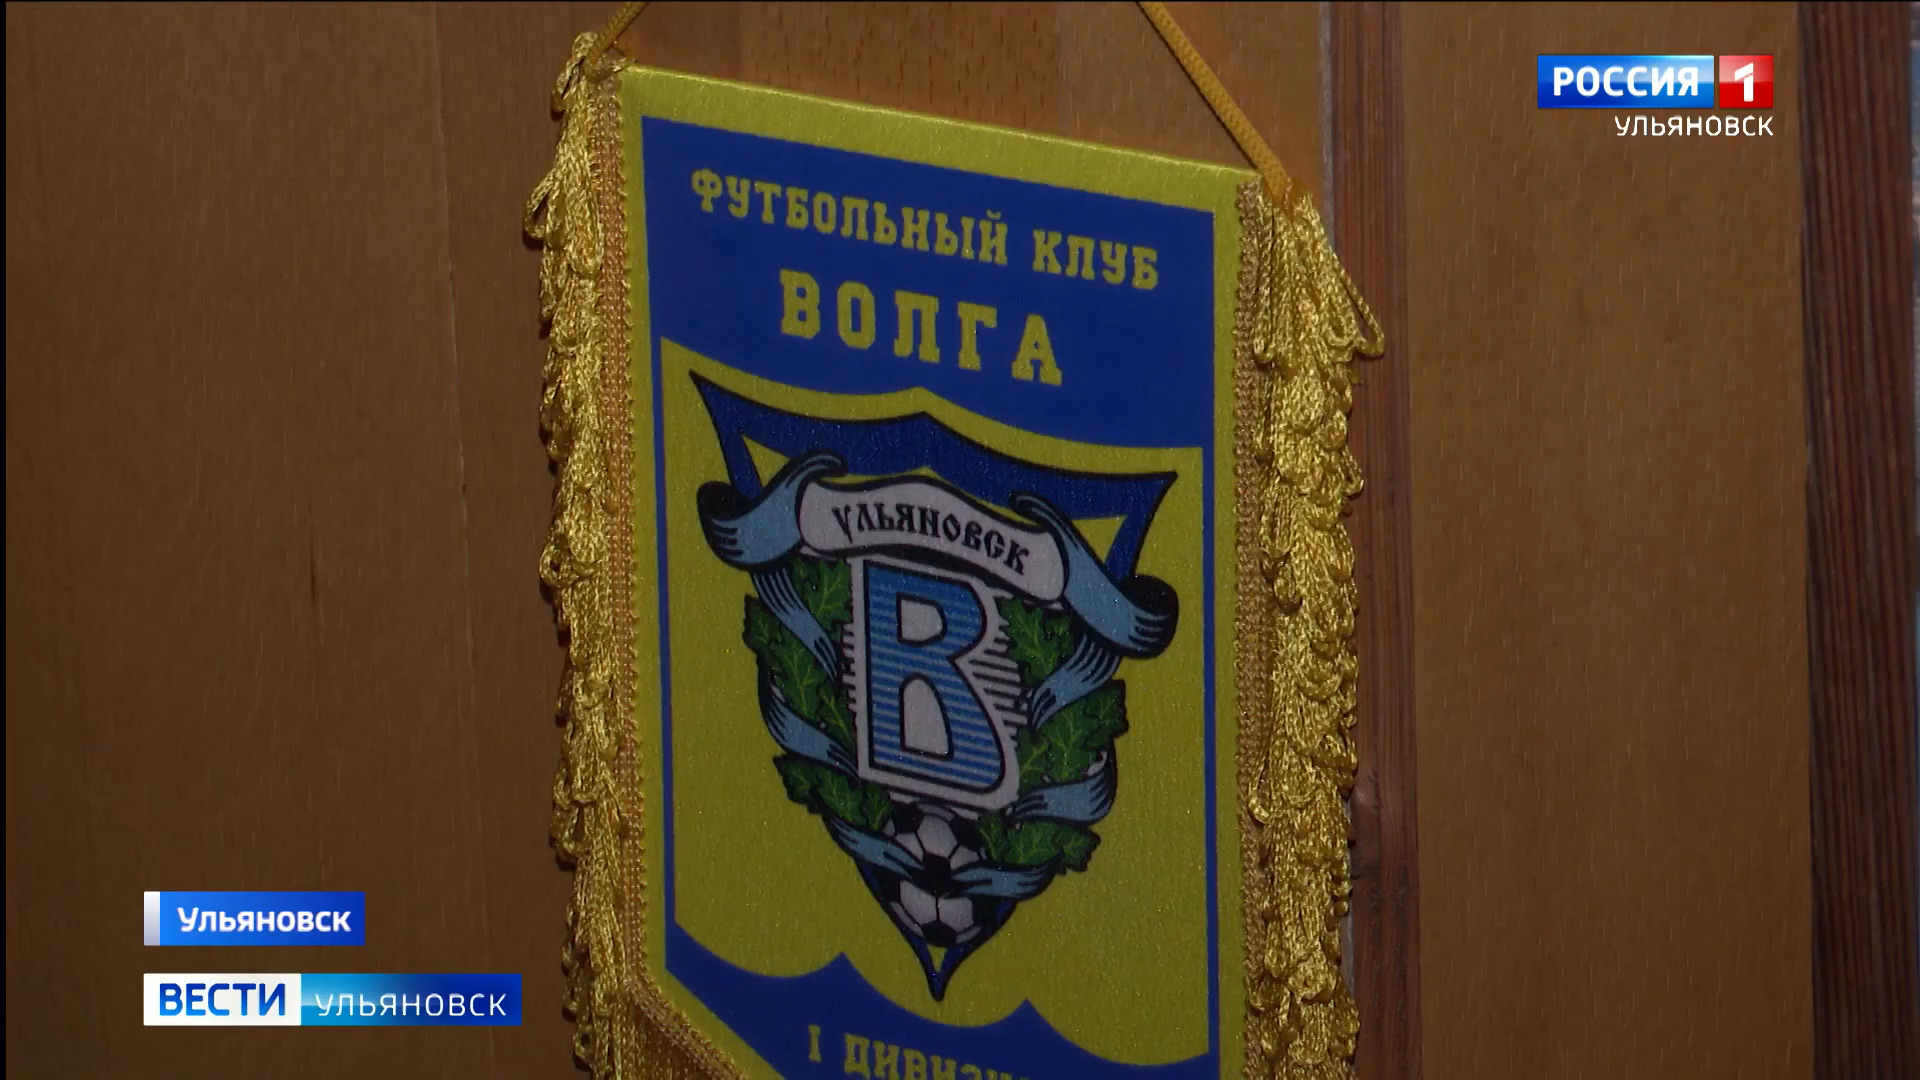 РОССИЯ 1
УЛЬЯНОВСК
ФУТБОЛЬНЫЙ КЛУБ
ВОЛГА
УЛЬЯНОВСК
В
I
Ульяновск
ВЕСТИ УЛЬЯНОВСК